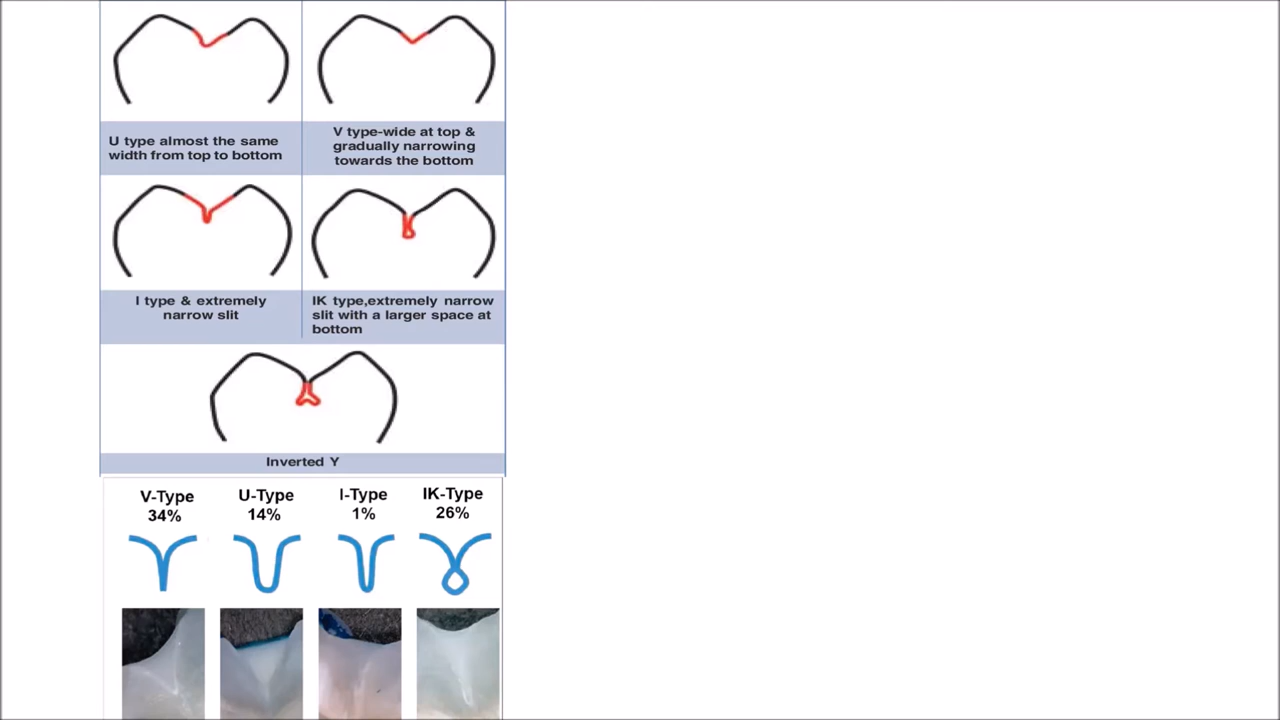 U type almost the same
width from top to bottom
V type-wide at top &
gradually narrowing
towards the bottom
I type & extremely
narrow slit
IK type,extremely narrow
slit with a larger space at
bottom
Inverted Y
V-Type
34%
U-Type
14%
I-Type
1%
IK-Type
26%